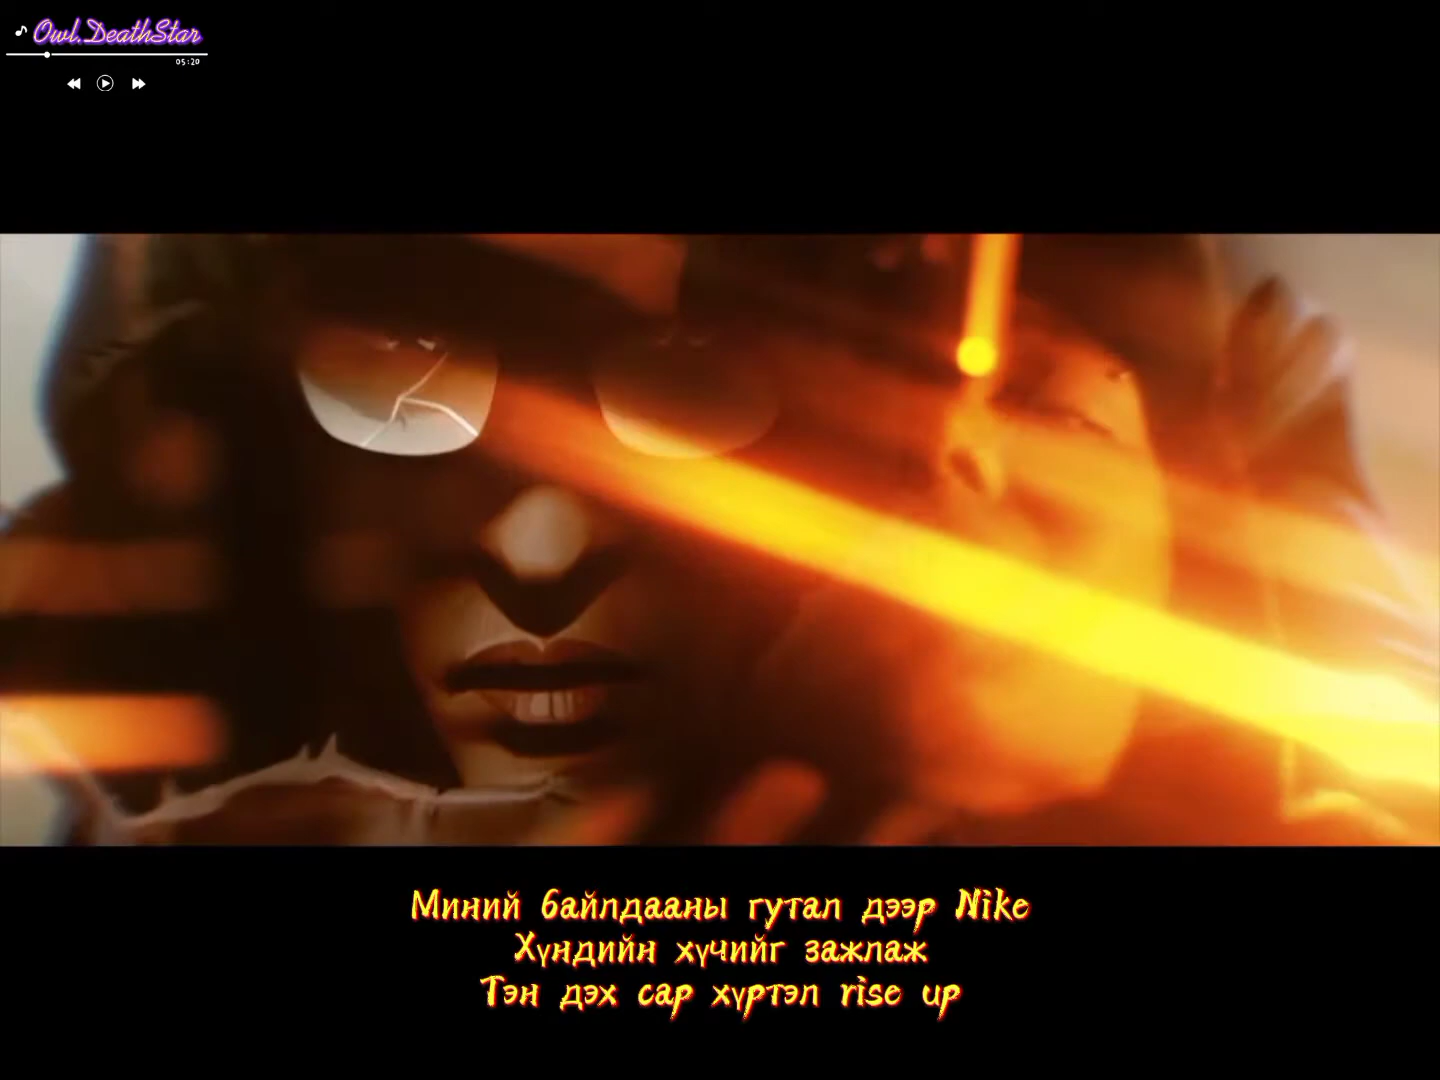 Owl.DeathStar
05:20
Миний байлдааны гутал дээр Nike
Хүндийн хүчийг зажлаж
Тэн дэх сар хүртэл rise up